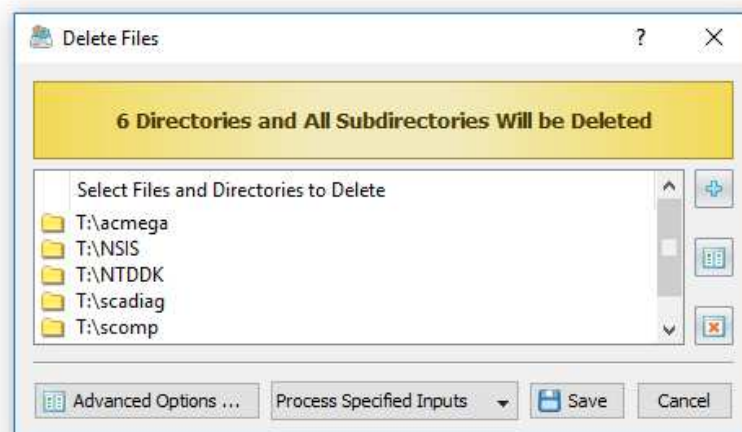 Delete Files
?
6 Directories and All Subdirectories Will be Deleted
Select Files and Directories to Delete
T:\acmega
T:\NSIS
T:\NTDDK
T:\scadiag
T:\scomp
Advanced Options ... Process Specified Inputs Save Cancel